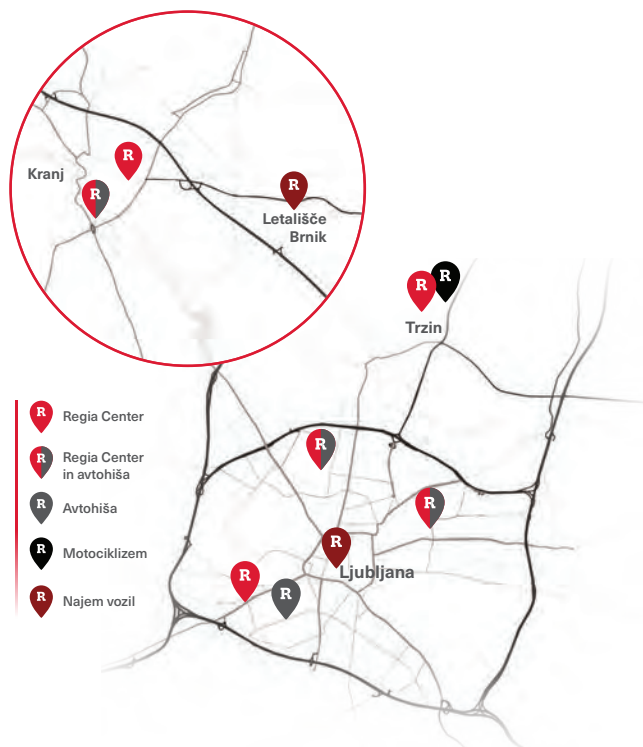 R
Kranj
R
R
Letališče
Brnik
R
R
Trzin
R
Regia Center
R
Regia Center
in avtohiša
R
Avtohiša
R
Motociklizem
R
Najem vozil
R
R
R
Ljubljana
R
R